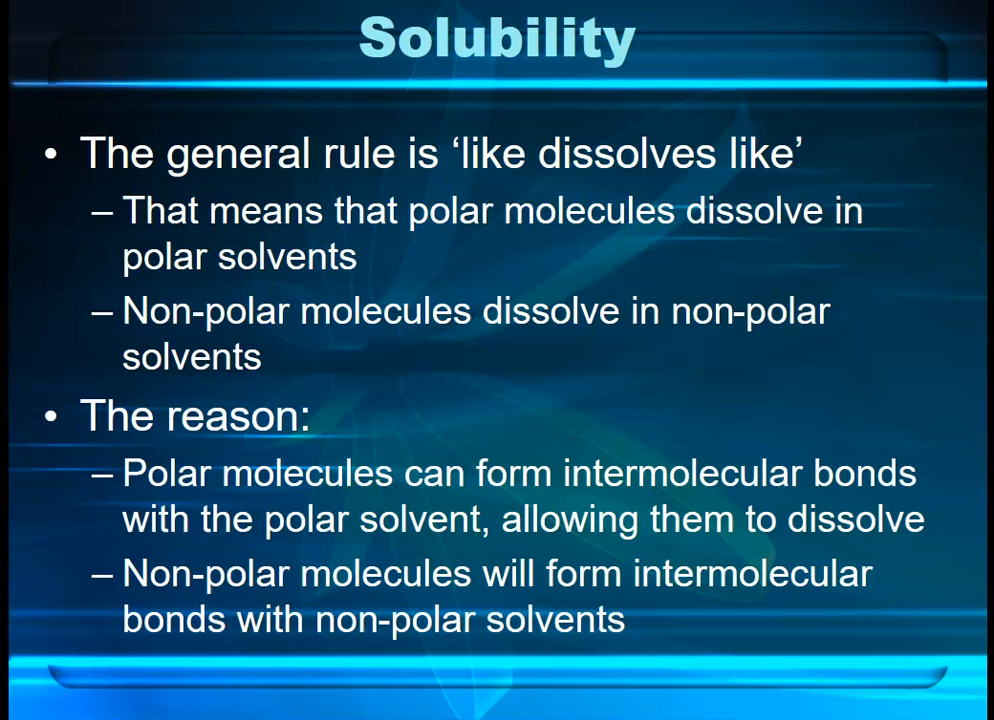 Solubility
• The general rule is ‘like dissolves like’
– That means that polar molecules dissolve in
polar solvents
– Non-polar molecules dissolve in non-polar
solvents
• The reason:
– Polar molecules can form intermolecular bonds
with the polar solvent, allowing them to dissolve
– Non-polar molecules will form intermolecular
bonds with non-polar solvents